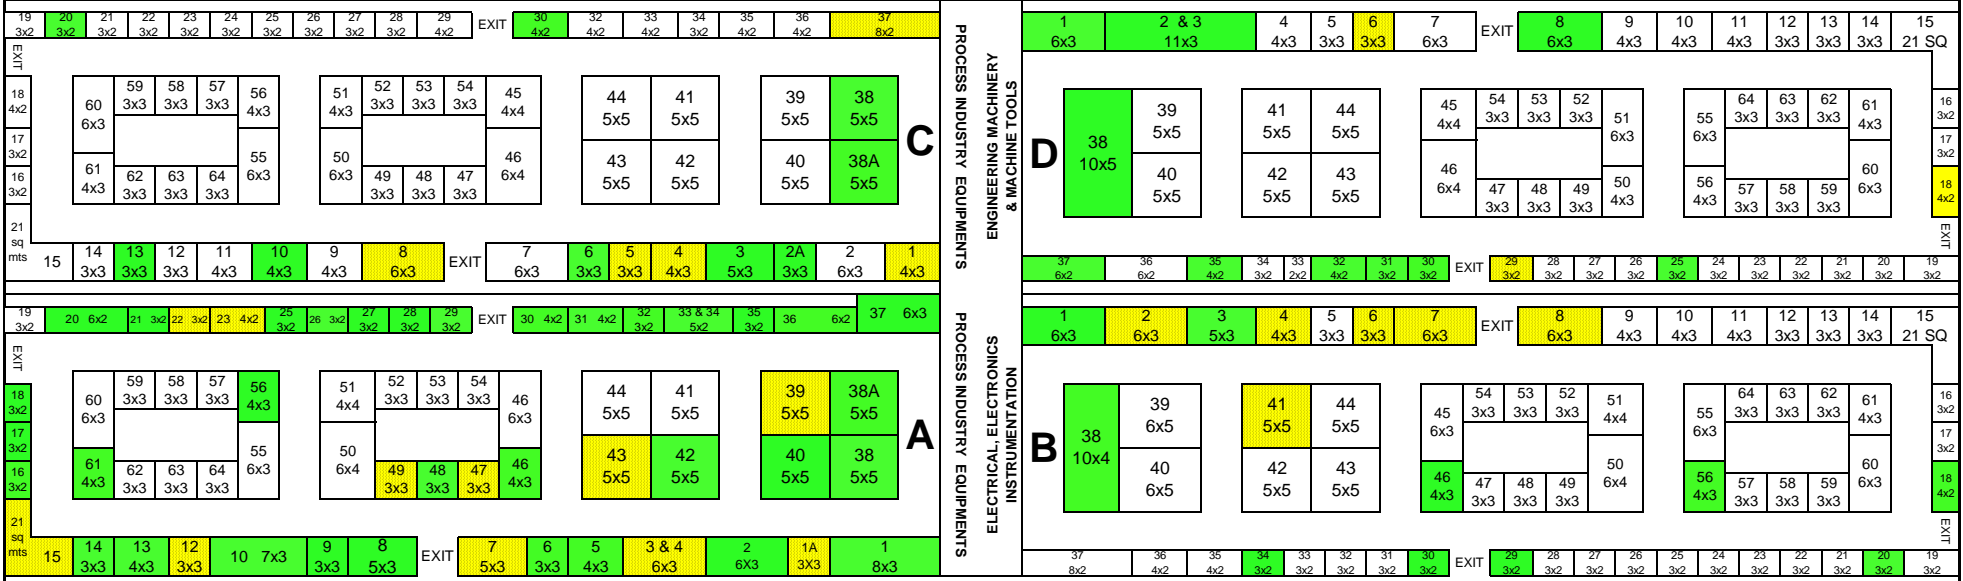 19 20 21 22 23 24 25 26 27 28 29 EXIT 30 32 33 34 35 36 37
3x2 3x2 3x2 3x2 3x2 3x2 3x2 3x2 3x2 3x2 4x2 4x2 4x2 4x2 4x2 4x2 4x2 8x2
EXIT
18
4x2
17
3x2
16
3x2
21
sq
mts
15
60
6x3
59 58 57
3x3 3x3 3x3
56
4x3
61
4x3
62 63 64
3x3 3x3 3x3
55
6x3
51
4x3
52 53 54
3x3 3x3 3x3
45
4x4
50
6x3
49 48 47
3x3 3x3 3x3
46
6x4
44 41
5x5 5x5
43 42
5x5 5x5
39 38
5x5 5x5
40 38A
5x5 5x5
C
14 13 12 11 10 9 8 EXIT 7 6 5 4 3 2A 2 1
3x3 3x3 3x3 4x3 4x3 4x3 6x3 6x3 3x3 3x3 4x3 5x3 3x3 6x3 4x3
PROCESS INDUSTRY EQUIPMENTS
ENGINEERING MACHINERY
& MACHINE TOOLS
1 2 & 3 4 5 6 7 EXIT 8 9 10 11 12 13 14 15
6x3 11x3 4x3 3x3 3x3 6x3 6x3 4x3 4x3 4x3 3x3 3x3 3x3 21 SQ
D
38
10x5
39
5x5
40
5x5
41 44
5x5 5x5
42 43
5x5 5x5
45
4x4
54 53 52
3x3 3x3 3x3
51
6x3
46
6x4
47 48 49
3x3 3x3 3x3
50
4x3
55
6x3
64 63 62
3x3 3x3 3x3
61
4x3
56
4x3
57 58 59
3x3 3x3 3x3
60
6x3
16
3x2
17
3x2
18
4x2
EXIT
37 36 35 34 33 32 31 30 EXIT 29 28 27 26 25 24 23 22 21 20 19
6x2 6x2 4x2 3x2 2x2 4x2 3x2 3x2 3x2 3x2 3x2 3x2 3x2 3x2 3x2 3x2 3x2 3x2 3x2
19 20 6x2 21 3x2 22 3x2 23 4x2 25 26 3x2 27 28 29 EXIT 30 4x2 31 4x2 32 33 & 34 35 36 6x2 37 6x3
3x2 3x2 3x2 3x2 3x2 3x2 5x2 3x2
EXIT
18
3x2
17
3x2
16
3x2
21
sq
mts
15
60
6x3
59 58 57
3x3 3x3 3x3
56
4x3
61
4x3
62 63 64
3x3 3x3 3x3
55
6x3
51
4x4
52 53 54
3x3 3x3 3x3
46
6x3
50
6x4
49 48 47
3x3 3x3 3x3
46
4x3
44 41
5x5 5x5
43 42
5x5 5x5
39 38A
5x5 5x5
40 38
5x5 5x5
A
14 13 12 10 7x3 9 8 EXIT 7 6 5 3 & 4 2 1A 1
3x3 4x3 3x3 3x3 5x3 5x3 3x3 4x3 6x3 6X3 3X3 8x3
PROCESS INDUSTRY EQUIPMENTS
ELECTRICAL, ELECTRONICS
INSTRUMENTATION
1 2 3 4 5 6 7 EXIT 8 9 10 11 12 13 14 15
6x3 6x3 5x3 4x3 3x3 3x3 6x3 6x3 4x3 4x3 4x3 3x3 3x3 3x3 21 SQ
B
38
10x4
39
6x5
40
6x5
41 44
5x5 5x5
42 43
5x5 5x5
45
6x3
54 53 52
3x3 3x3 3x3
51
4x4
46
4x3
47 48 49
3x3 3x3 3x3
50
6x4
55
6x3
64 63 62
3x3 3x3 3x3
61
4x3
56
4x3
57 58 59
3x3 3x3 3x3
60
6x3
16
3x2
17
3x2
18
4x2
EXIT
37 36 35 34 33 32 31 30 EXIT 29 28 27 26 25 24 23 22 21 20 19
8x2 4x2 4x2 3x2 3x2 3x2 3x2 3x2 3x2 3x2 3x2 3x2 3x2 3x2 3x2 3x2 3x2 3x2 3x2